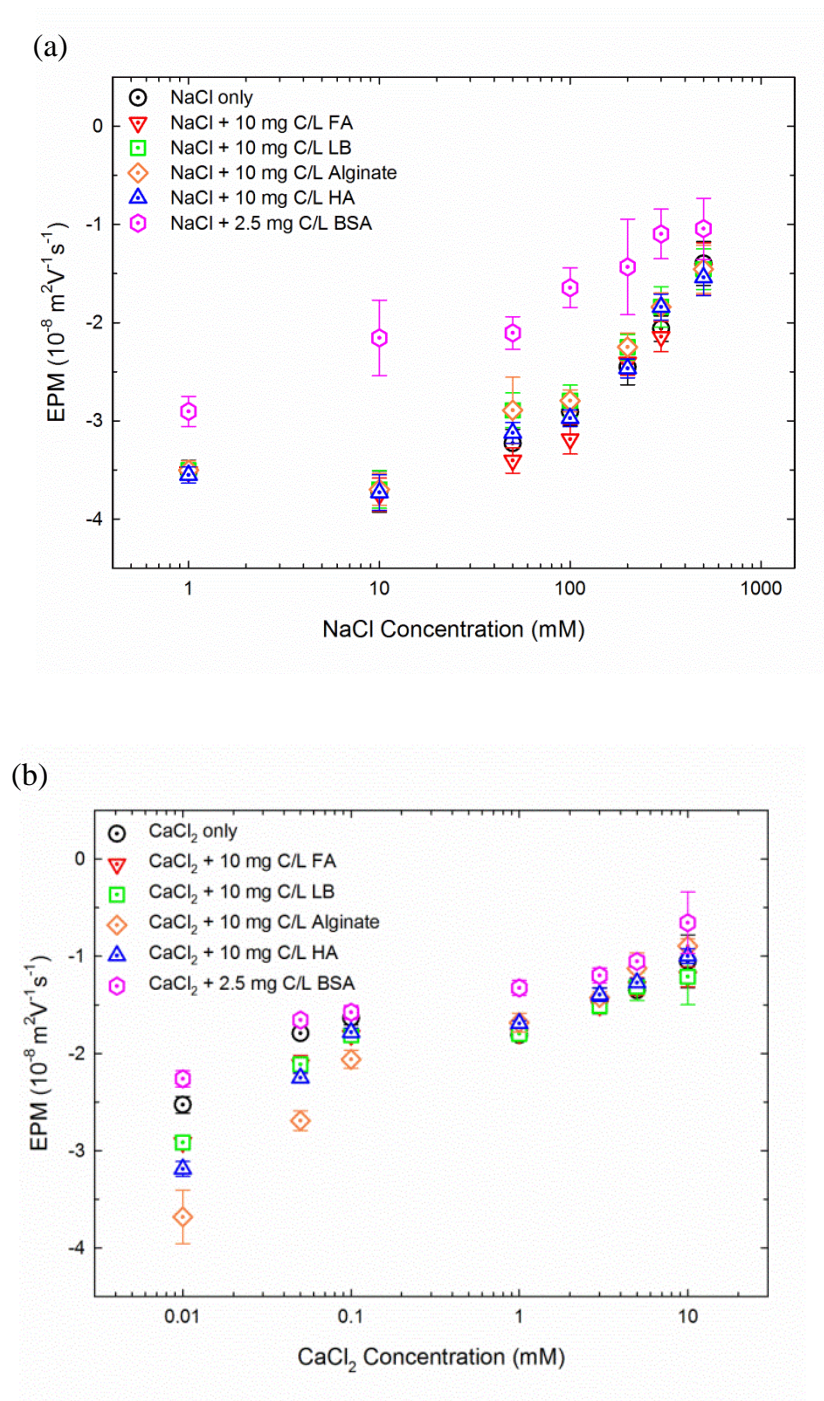 (a)
NaCl only
NaCl + 10 mg C/L FA
NaCl + 10 mg C/L LB
NaCl + 10 mg C/L Alginate
NaCl + 10 mg C/L HA
NaCl + 2.5 mg C/L BSA
0
-1
-2
-3
-4
EPM (10⁻⁸ m²V⁻¹s⁻¹)
1 10 100 1000
NaCl Concentration (mM)
(b)
CaCl₂ only
CaCl₂ + 10 mg C/L FA
CaCl₂ + 10 mg C/L LB
CaCl₂ + 10 mg C/L Alginate
CaCl₂ + 10 mg C/L HA
CaCl₂ + 2.5 mg C/L BSA
0
-1
-2
-3
-4
EPM (10⁻⁸ m²V⁻¹s⁻¹)
0.01 0.1 1 10
CaCl₂ Concentration (mM)